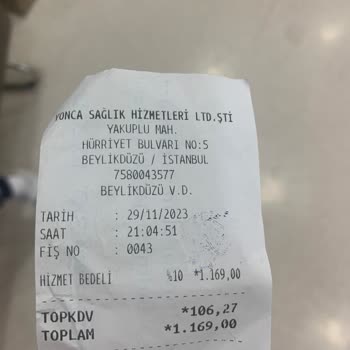 YONCA SAĞLIK HİZMETLERİ LTD.ŞTİ
YAKUPLU MAH.
HÜRRİYET BULVARI NO:5
BEYLİKDÜZÜ / İSTANBUL
7580043577
BEYLİKDÜZÜ V.D.
TARİH : 29/11/2023
SAAT : 21:04:51
FİŞ NO : 0043
HİZMET BEDELİ %10 *1.169,00
TOPKDV *106,27
TOPLAM *1.169,00